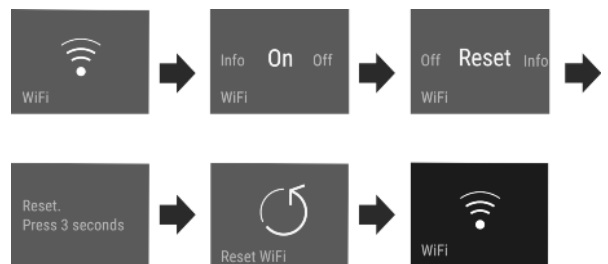 WiFi
Info On Off
WiFi
Off Reset Info
WiFi
Reset.
Press 3 seconds
Reset WiFi
WiFi